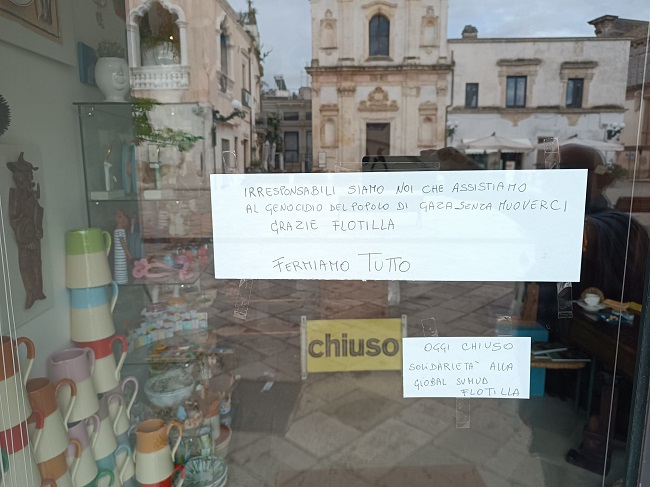 IRRESPONSABILI SIAMO NOI CHE ASSISTIAMO
AL GENOCIDIO DEL POPOLO DI GAZA SENZA MUOVERCI
GRAZIE FLOTILLA
FERMIAMO TUTTO
chiuso
OGGI CHIUSO
SOLIDARIETA' ALLA
GLOBAL SUMUD
FLOTILLA